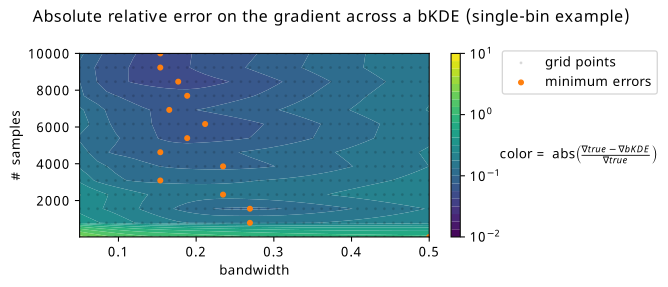 Absolute relative error on the gradient across a bKDE (single-bin example)
10000
8000
6000
4000
2000
# samples
0.1 0.2 0.3 0.4 0.5
bandwidth
10^1
10^0
10^-1
10^-2
grid points
minimum errors
color = abs(∇true − ∇bKDE / ∇true)